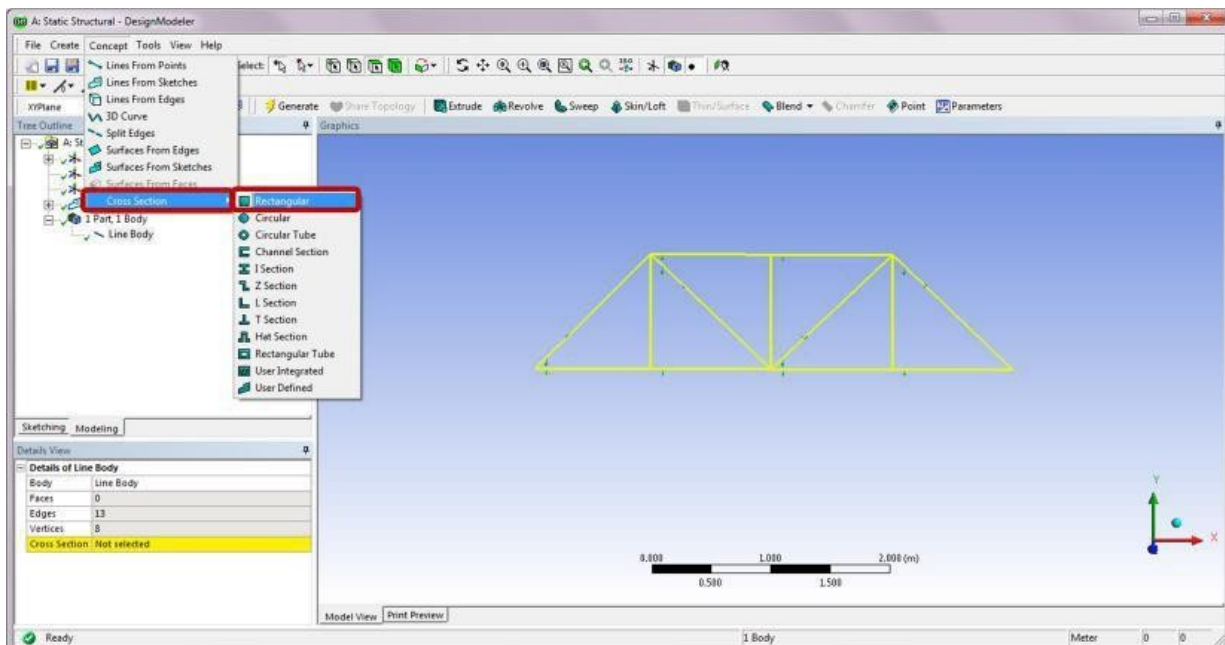 A: Static Structural - DesignModeler
File Create Concept Tools View Help
Lines From Points
Lines From Sketches
Lines From Edges
3D Curve
Split Edges
Surfaces From Edges
Surfaces From Sketches
Surfaces From Faces
Cross Section
Rectangular
Circular
Circular Tube
Channel Section
I Section
Z Section
L Section
T Section
Hat Section
Rectangular Tube
User Integrated
User Defined
XYPlane
Generate Share Topology Extrude Revolve Sweep Skin/Loft Thin/Surface Blend Chamfer Point Parameters
Tree Outline
Graphics
A: St
1 Part, 1 Body
Line Body
Sketching Modeling
Details View
Details of Line Body
Body Line Body
Faces 0
Edges 13
Vertices 8
Cross Section Not selected
0.000 1.000 2.000 (m)
0.500 1.500
Y
X
Model View Print Preview
Ready 1 Body Meter 0 0